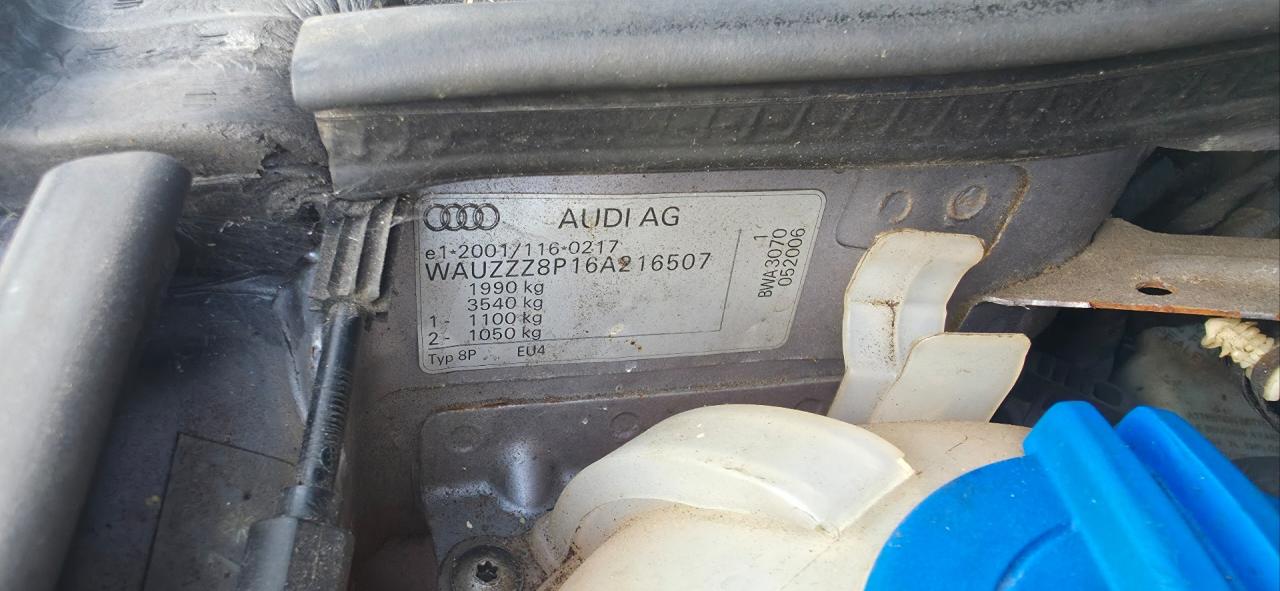 AUDI AG
e1*2001/116*0217
WAUZZZ8P16A216507
1990 kg
3540 kg
1- 1100 kg
2- 1050 kg
Typ 8P EU4
1
BWA3070
052006